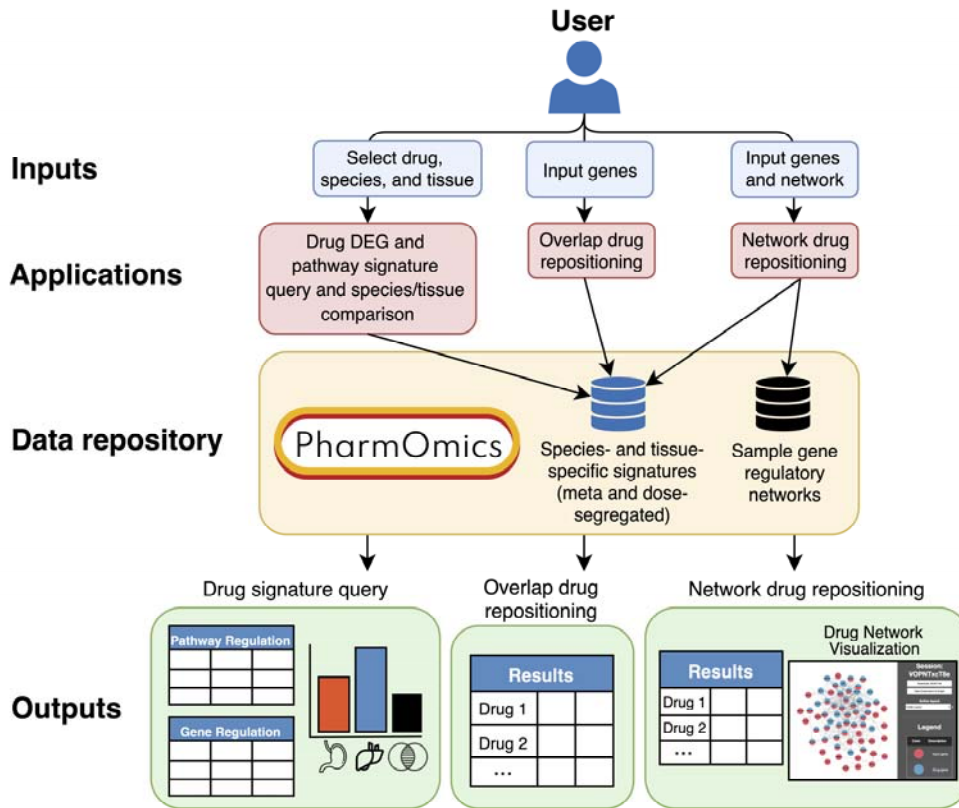 User
Inputs
Select drug,
species, and tissue
Input genes
Input genes
and network
Applications
Drug DEG and
pathway signature
query and species/tissue
comparison
Overlap drug
repositioning
Network drug
repositioning
Data repository
PharmOmics
Species- and tissue-
specific signatures
(meta and dose-
segregated)
Sample gene
regulatory
networks
Drug signature query
Overlap drug
repositioning
Network drug repositioning
Outputs
Pathway Regulation
Gene Regulation
Results
Drug 1
Drug 2
...
Results
Drug 1
Drug 2
...
Drug Network
Visualization
Session:
Legend